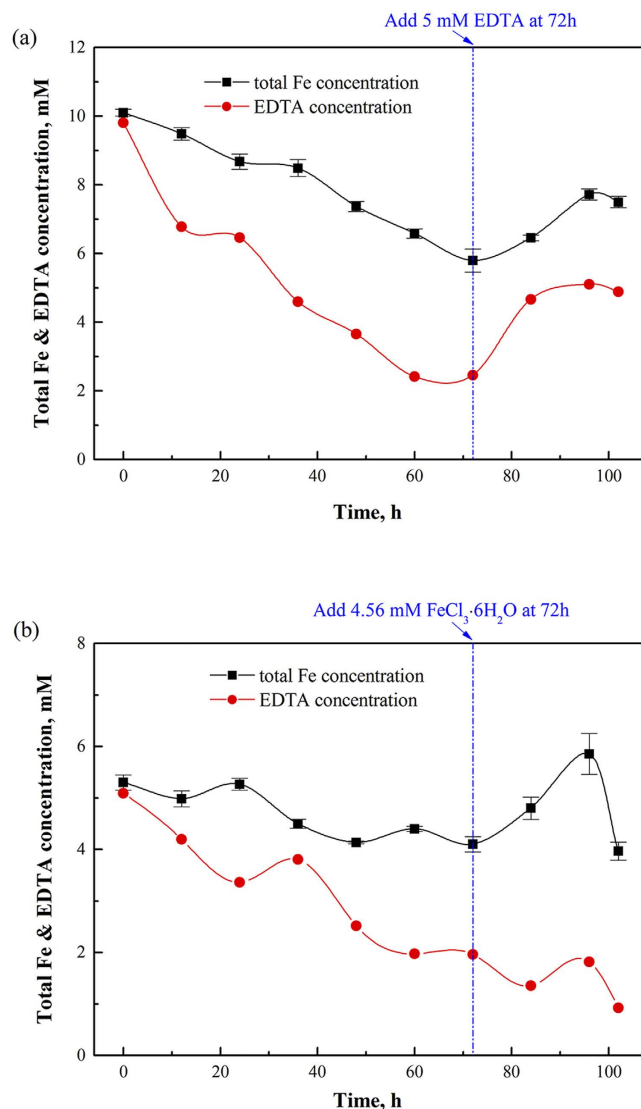 Add 5 mM EDTA at 72h
(a)
12
10
8
6
4
2
0
total Fe concentration
EDTA concentration
Total Fe & EDTA concentration, mM
0 20 40 60 80 100
Time, h
Add 4.56 mM FeCl₃·6H₂O at 72h
(b)
8
6
4
2
0
total Fe concentration
EDTA concentration
Total Fe & EDTA concentration, mM
0 20 40 60 80 100
Time, h